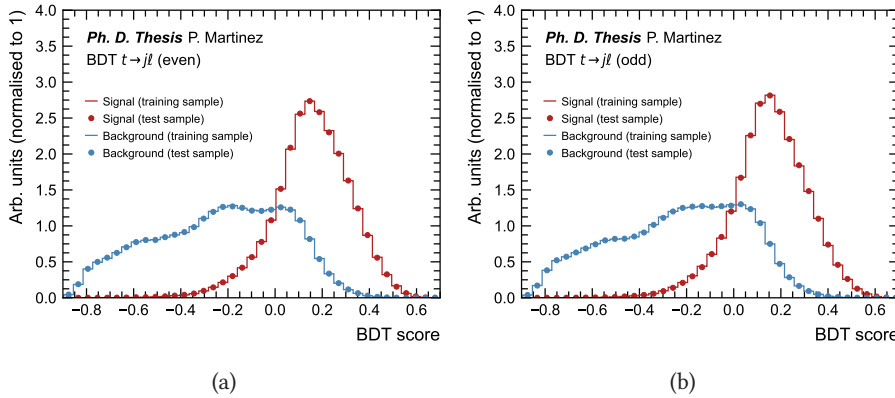 4.0
3.5
3.0
2.5
2.0
1.5
1.0
0.5
0.0
Arb. units (normalised to 1)
Ph. D. Thesis P. Martinez
BDT t→jℓ (even)
Signal (training sample)
Signal (test sample)
Background (training sample)
Background (test sample)
−0.8 −0.6 −0.4 −0.2 0.0 0.2 0.4 0.6
BDT score
(a)
4.0
3.5
3.0
2.5
2.0
1.5
1.0
0.5
0.0
Arb. units (normalised to 1)
Ph. D. Thesis P. Martinez
BDT t→jℓ (odd)
Signal (training sample)
Signal (test sample)
Background (training sample)
Background (test sample)
−0.8 −0.6 −0.4 −0.2 0.0 0.2 0.4 0.6
BDT score
(b)